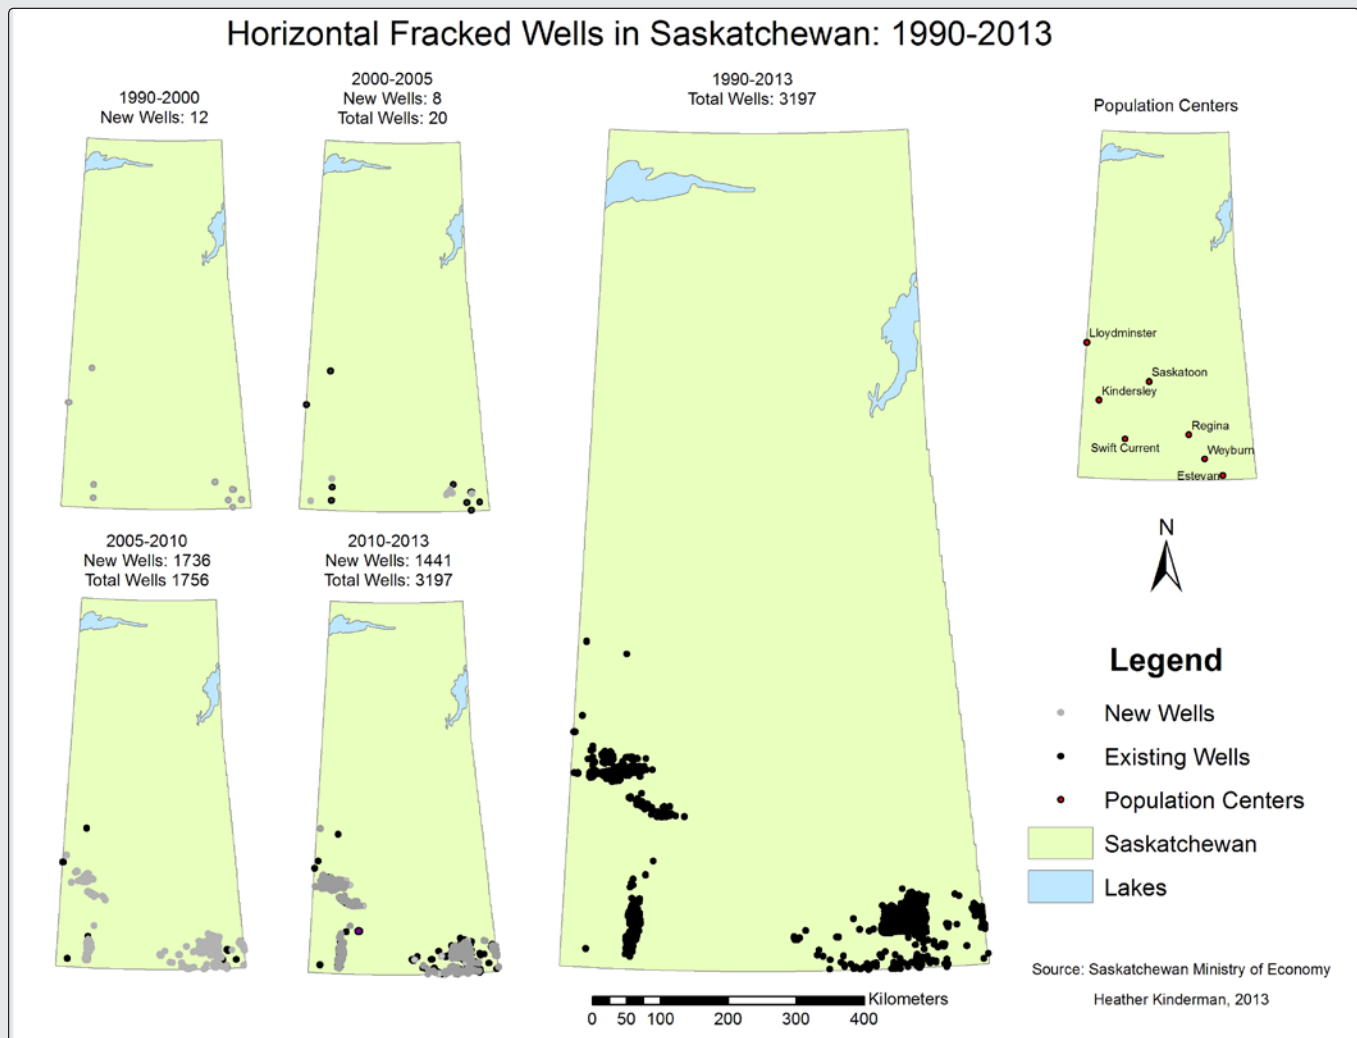 Horizontal Fracked Wells in Saskatchewan: 1990-2013
1990-2000
New Wells: 12
2000-2005
New Wells: 8
Total Wells: 20
1990-2013
Total Wells: 3197
Population Centers
Lloydminster
Saskatoon
Kindersley
Regina
Swift Current
Weyburn
Estevan
2005-2010
New Wells: 1736
Total Wells 1756
2010-2013
New Wells: 1441
Total Wells: 3197
N
Legend
New Wells
Existing Wells
Population Centers
Saskatchewan
Lakes
Source: Saskatchewan Ministry of Economy
Heather Kinderman, 2013
Kilometers
0 50 100 200 300 400